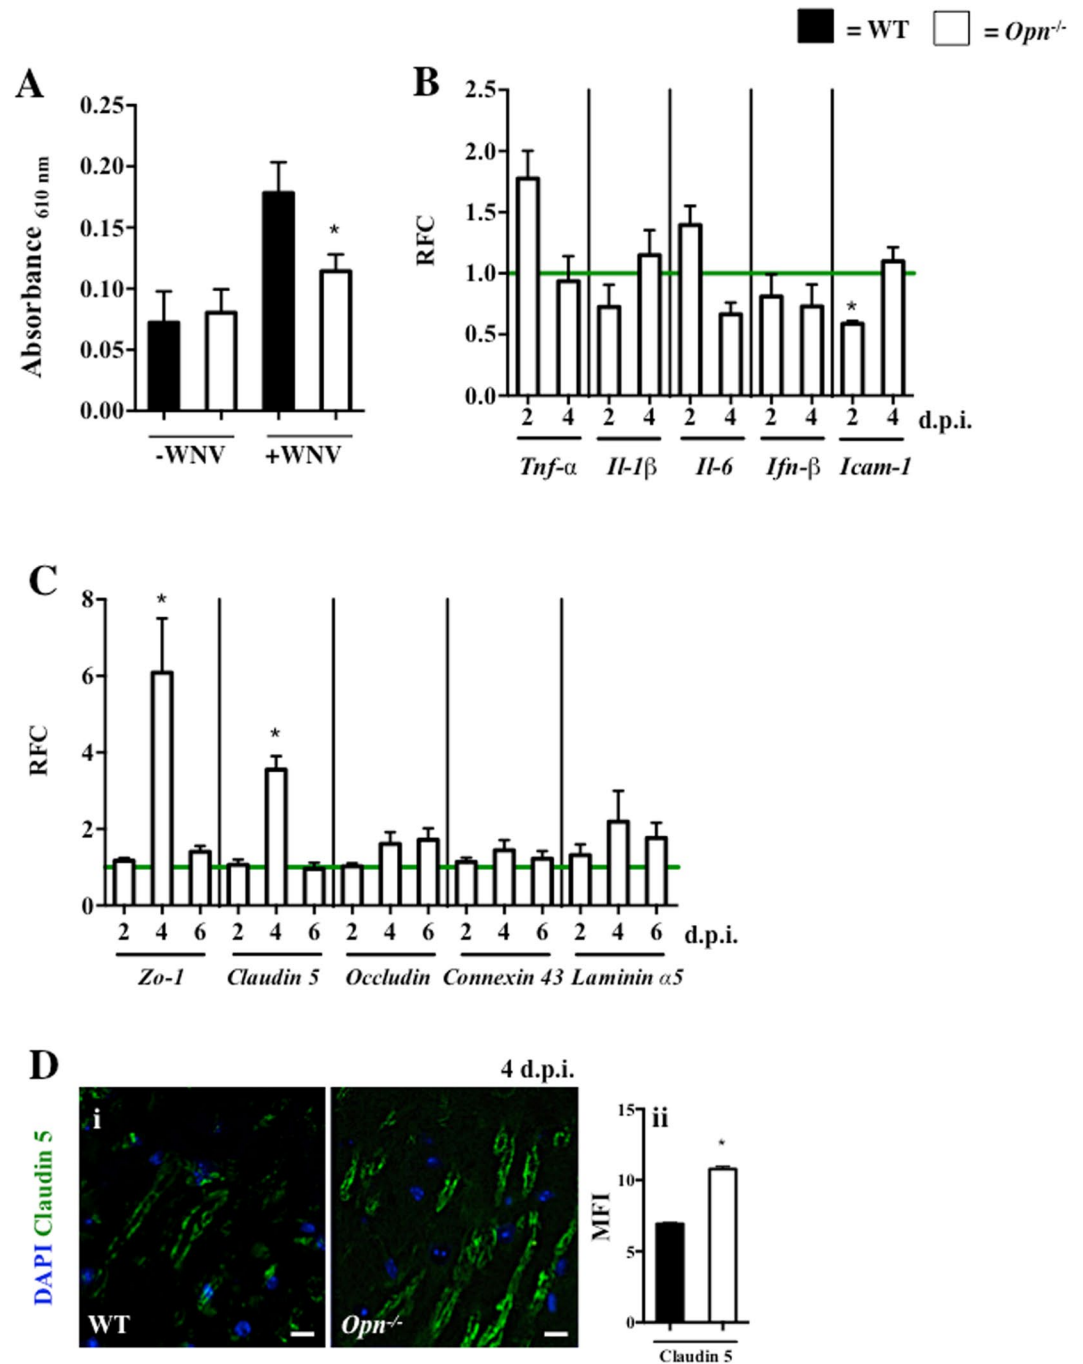 = WT = Opn-/-
A
Absorbance 610 nm
0.25
0.20
0.15
0.10
0.05
0.00
*
-WNV +WNV
B
RFC
2.5
2.0
1.5
1.0
0.5
0.0
*
2 4 2 4 2 4 2 4 2 4 d.p.i.
Tnf-α Il-1β Il-6 Ifn-β Icam-1
C
RFC
8
6
4
2
0
* *
2 4 6 2 4 6 2 4 6 2 4 6 2 4 6 d.p.i.
Zo-1 Claudin 5 Occludin Connexin 43 Laminin α5
D
4 d.p.i.
DAPI Claudin 5
i
WT
Opn-/-
ii
MFI
15
10
5
0
*
Claudin 5